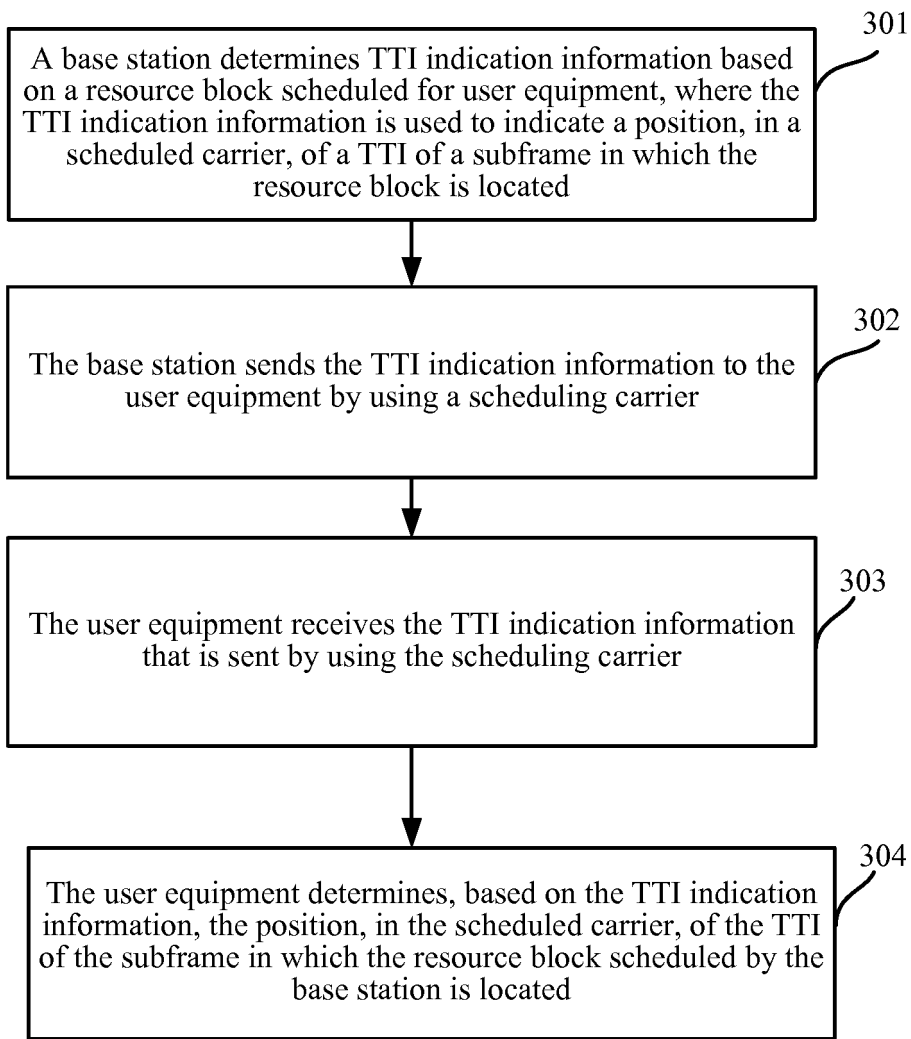 301
A base station determines TTI indication information based
on a resource block scheduled for user equipment, where the
TTI indication information is used to indicate a position, in a
scheduled carrier, of a TTI of a subframe in which the
resource block is located
302
The base station sends the TTI indication information to the
user equipment by using a scheduling carrier
303
The user equipment receives the TTI indication information
that is sent by using the scheduling carrier
304
The user equipment determines, based on the TTI indication
information, the position, in the scheduled carrier, of the TTI
of the subframe in which the resource block scheduled by the
base station is located